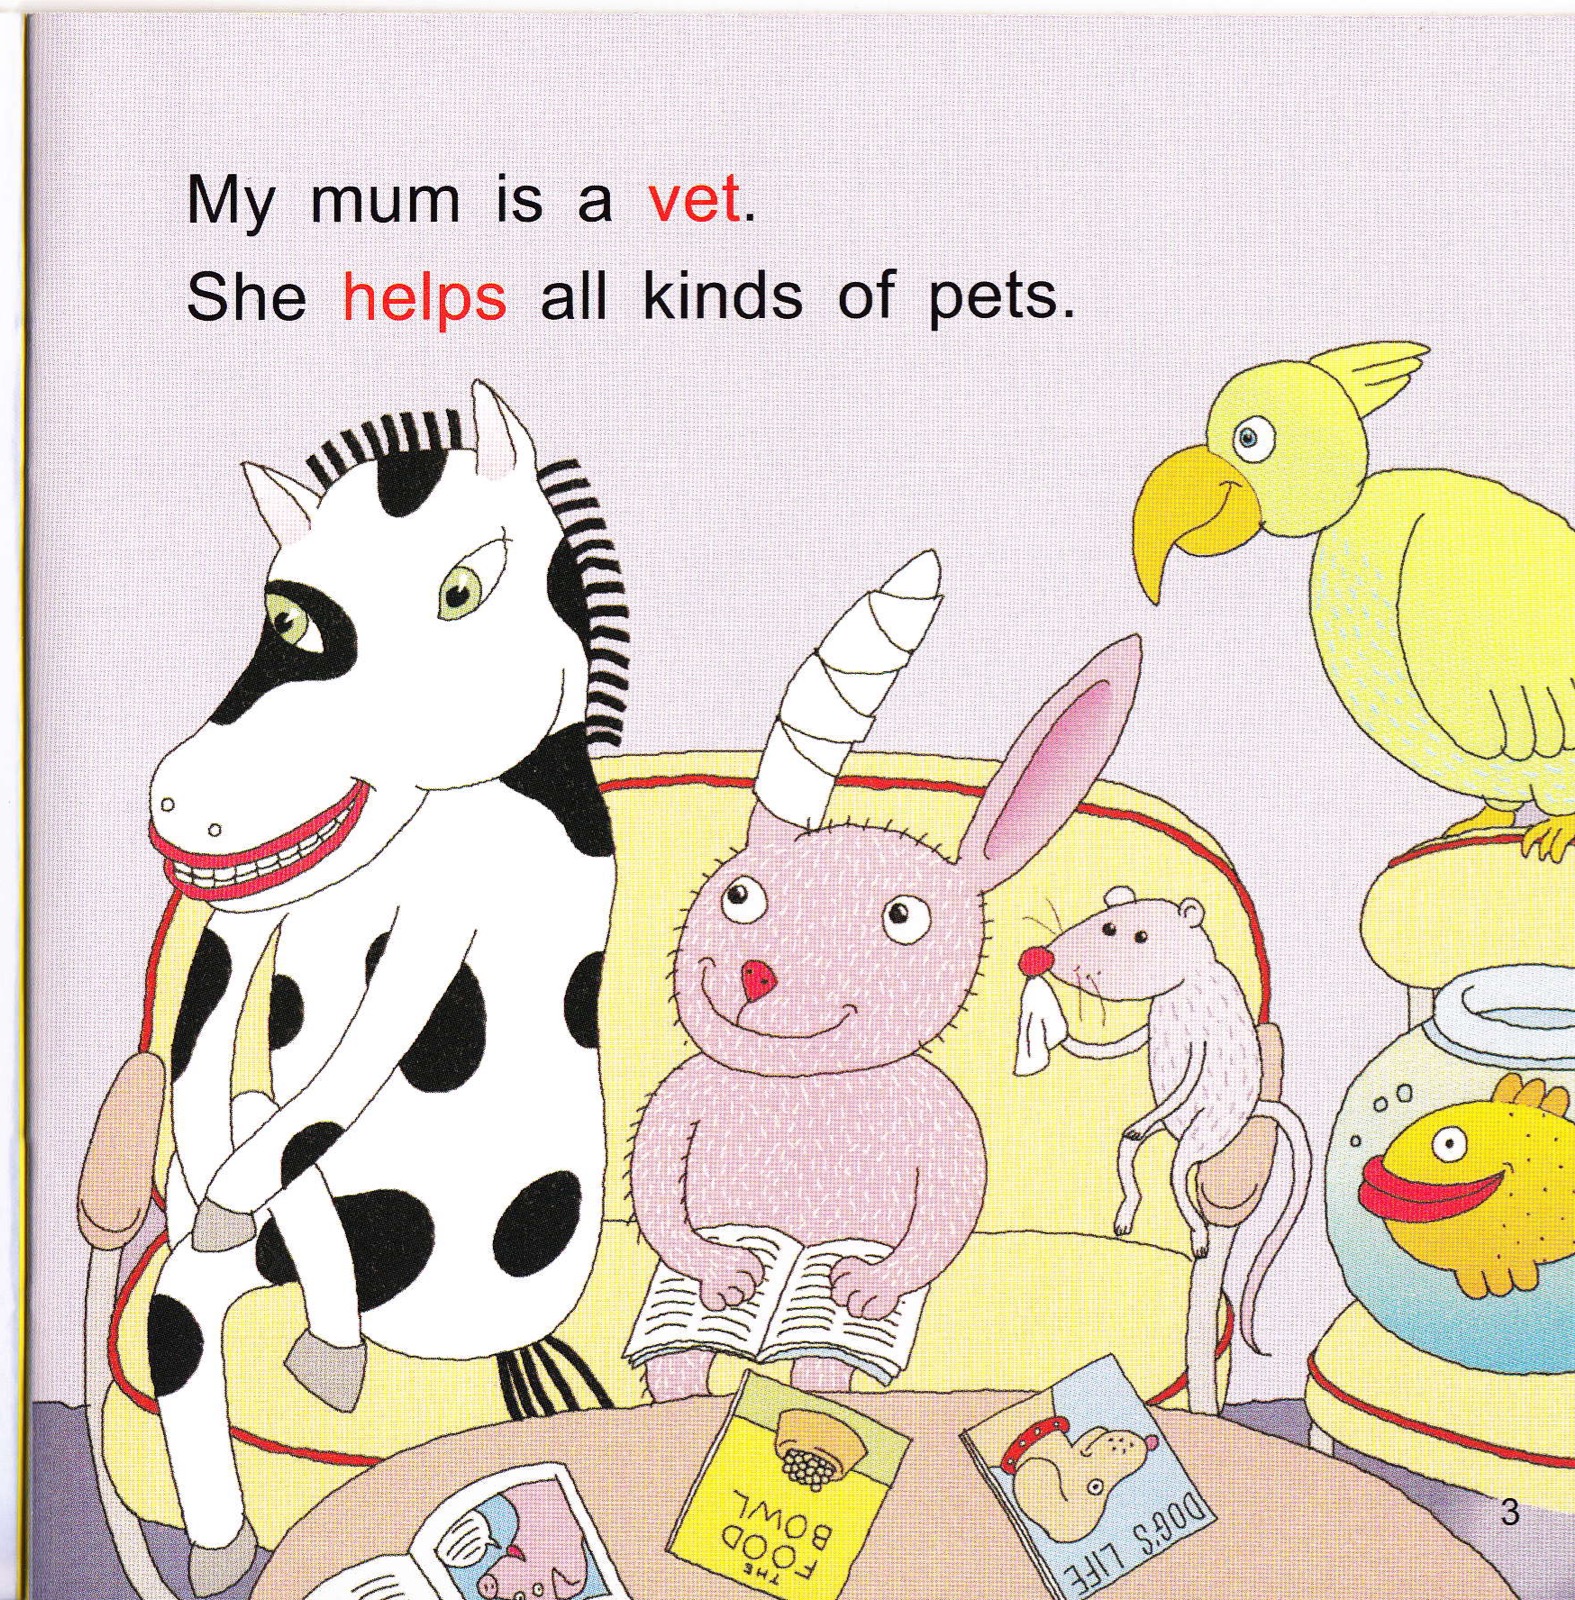 My mum is a vet.
She helps all kinds of pets.
THE
FOOD
BOWL
DOG'S LIFE
3